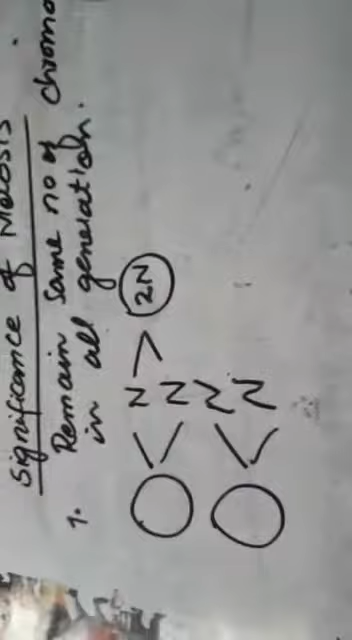 Significance of Meiosis
1. Remain same no of chromo
in all generation.
N N N N
2N